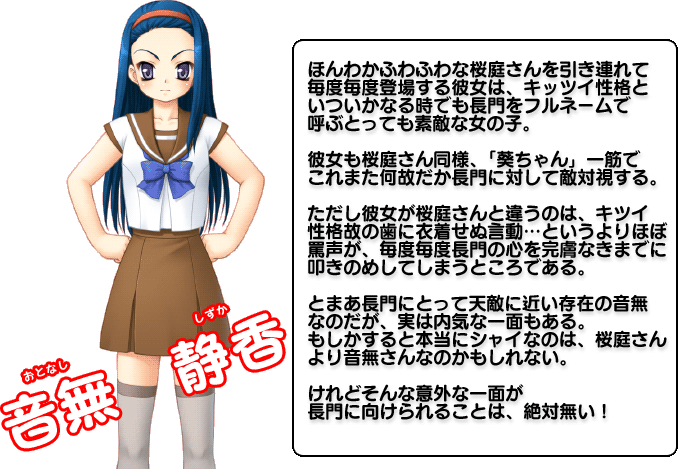 ほんわかふわふわな桜庭さんを引き連れて
毎度毎度登場する彼女は、キッツイ性格と
いついかなる時でも長門をフルネームで
呼ぶとっても素敵な女の子。
彼女も桜庭さん同様、「葵ちゃん」一筋で
これまた何故だか長門に対して敵対視する。
ただし彼女が桜庭さんと違うのは、キツイ
性格故の歯に衣着せぬ言動…というよりほぼ
罵声が、毎度毎度長門の心を完膚なきまでに
叩きのめしてしまうところである。
とまあ長門にとって天敵に近い存在の音無
なのだが、実は内気な一面もある。
もしかすると本当にシャイなのは、桜庭さん
より音無さんなのかもしれない。
けれどそんな意外な一面が
長門に向けられることは、絶対無い！
おとなし しずか
音無 静香